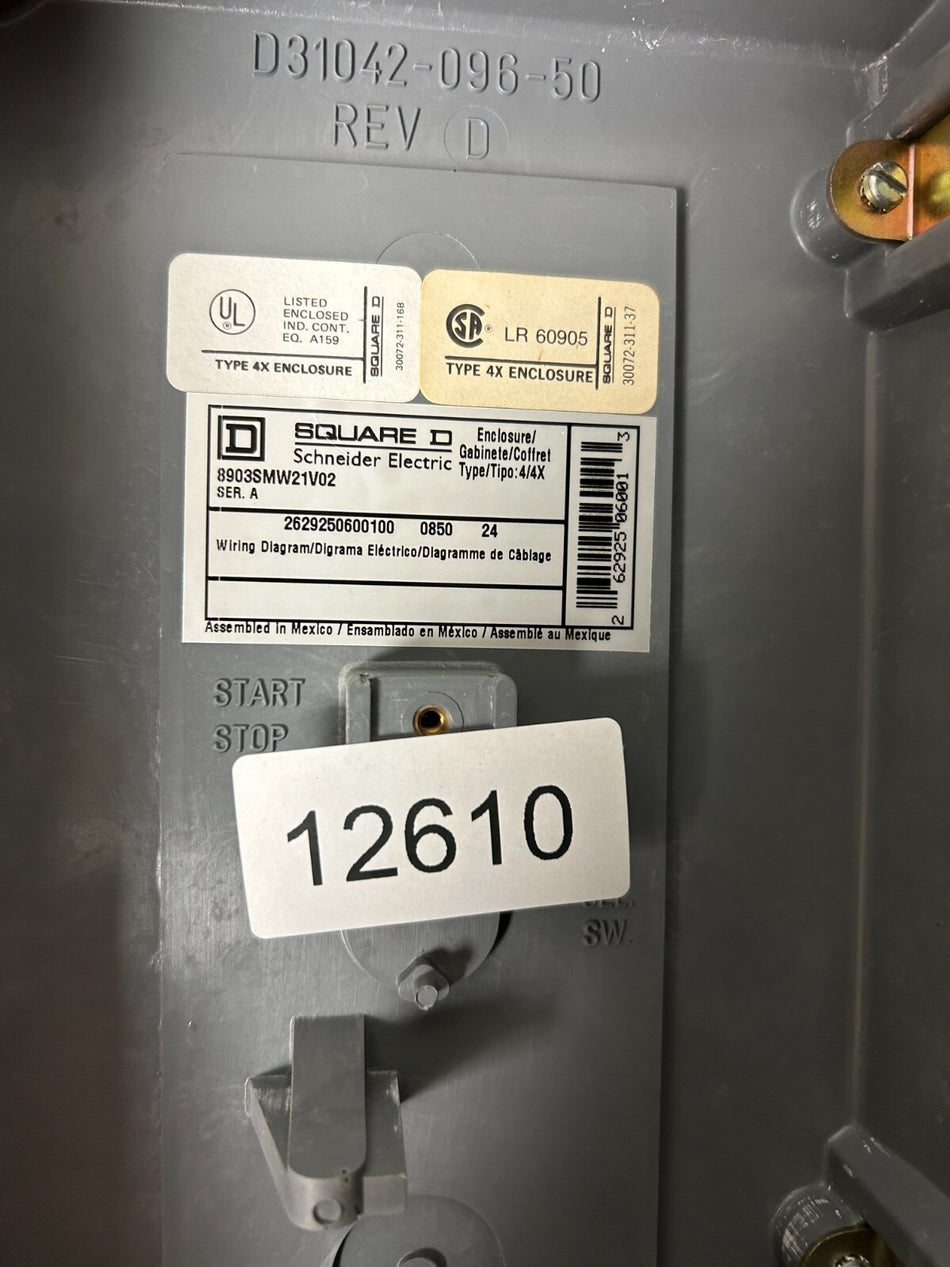 D31042-096-50
REV D
UL
®
LISTED
ENCLOSED
IND. CONT.
EQ. A159
TYPE 4X ENCLOSURE
SQUARE D
30072-311-16B
SA ®
LR 60905
TYPE 4X ENCLOSURE
SQUARE D
30072-311-37
D
SQUARE D
Schneider Electric
Enclosure/
Gabinete/Coffret
Type/Tipo: 4/4X
8903SMW21V02
SER. A
2629250600100 0850 24
Wiring Diagram/Digrama Eléctrico/Diagramme de Câblage
2 62925 06001 3
Assembled in Mexico / Ensamblado en México / Assemblé au Mexique
START
STOP
12610
SW.